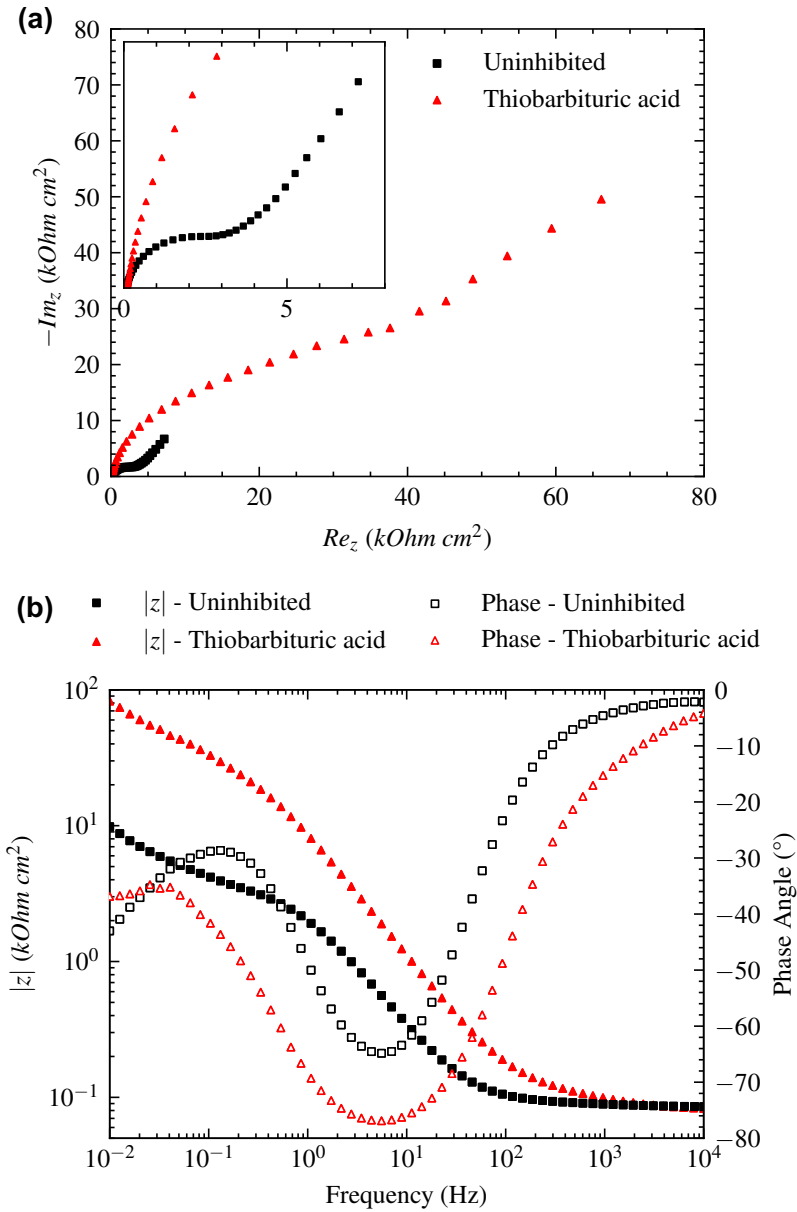 (a)
80
70
60
50
40
30
20
10
0
0
5
Uninhibited
Thiobarbituric acid
0
20
40
60
80
−Im_z (kOhm cm²)
Re_z (kOhm cm²)
(b)
|z| - Uninhibited
Phase - Uninhibited
|z| - Thiobarbituric acid
Phase - Thiobarbituric acid
10²
10¹
10⁰
10⁻¹
|z| (kOhm cm²)
0
−10
−20
−30
−40
−50
−60
−70
−80
Phase Angle (°)
10⁻²
10⁻¹
10⁰
10¹
10²
10³
10⁴
Frequency (Hz)